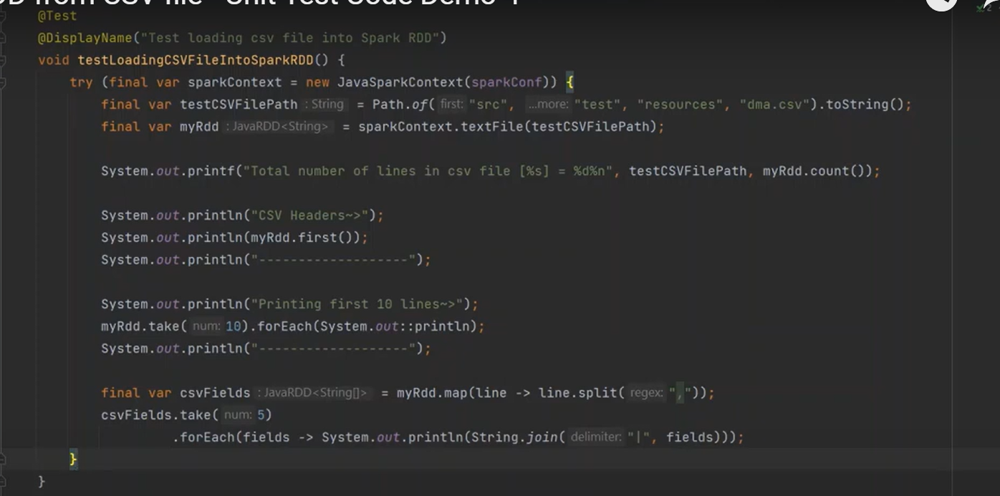 RDD from CSV file - Unit Test Code Demo
@Test
@DisplayName("Test loading csv file into Spark RDD")
void testLoadingCSVFileIntoSparkRDD() {
try (final var sparkContext = new JavaSparkContext(sparkConf)) {
final var testCSVFilePath : String = Path.of( first: "src", ...more: "test", "resources", "dma.csv").toString();
final var myRdd : JavaRDD<String> = sparkContext.textFile(testCSVFilePath);
System.out.printf("Total number of lines in csv file [%s] = %d%n", testCSVFilePath, myRdd.count());
System.out.println("CSV Headers~>");
System.out.println(myRdd.first());
System.out.println("-------------------");
System.out.println("Printing first 10 lines~>");
myRdd.take( num: 10).forEach(System.out::println);
System.out.println("-------------------");
final var csvFields : JavaRDD<String[]> = myRdd.map(line -> line.split( regex: ","));
csvFields.take( num: 5)
.forEach(fields -> System.out.println(String.join( delimiter: "|", fields)));
}
}